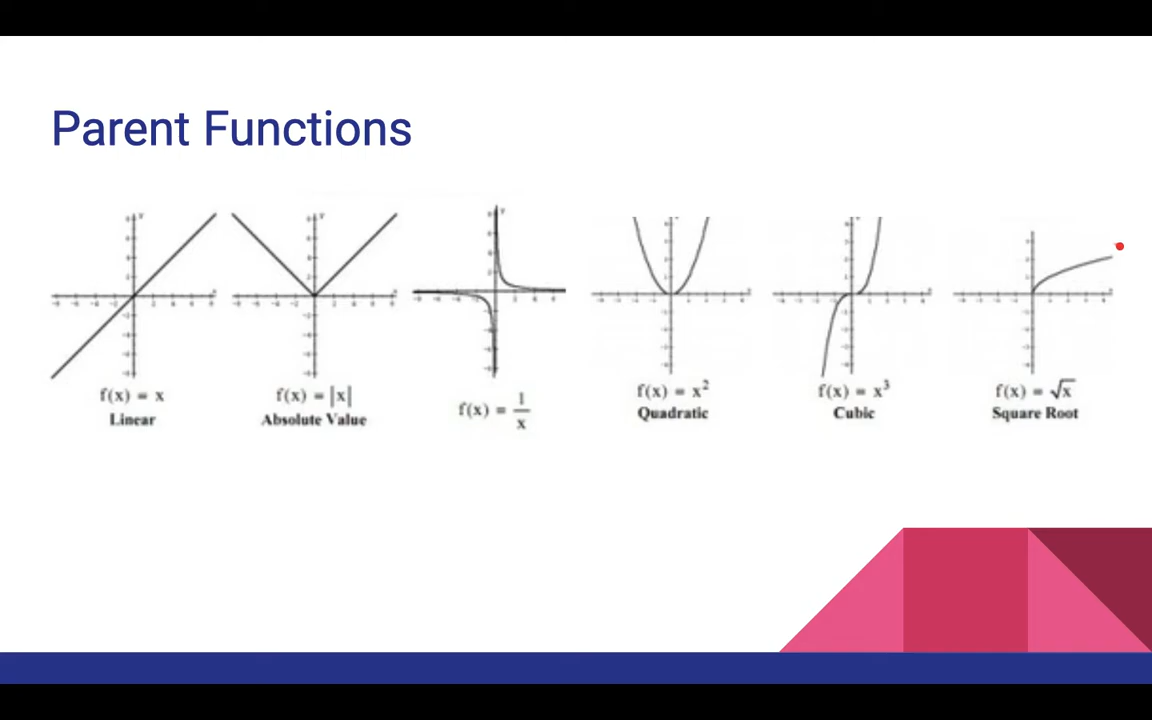 Parent Functions
f(x) = x
Linear
f(x) = |x|
Absolute Value
f(x) = 1/x
f(x) = x²
Quadratic
f(x) = x³
Cubic
f(x) = √x
Square Root